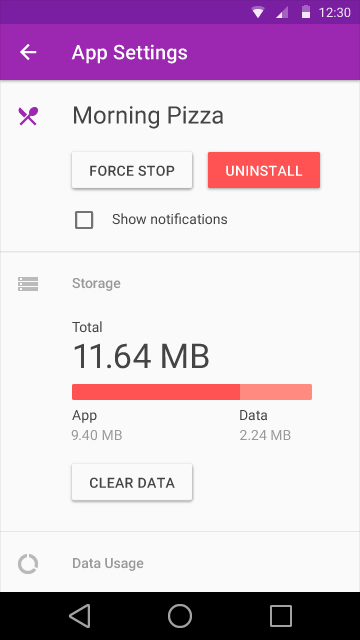 12:30
App Settings
Morning Pizza
FORCE STOP UNINSTALL
Show notifications
Storage
Total
11.64 MB
App Data
9.40 MB 2.24 MB
CLEAR DATA
Data Usage